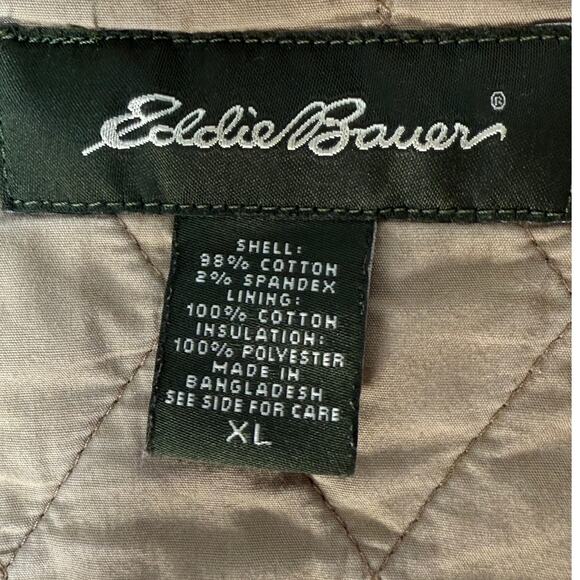 Eddie Bauer®
SHELL:
98% COTTON
2% SPANDEX
LINING:
100% COTTON
INSULATION:
100% POLYESTER
MADE IN
BANGLADESH
SEE SIDE FOR CARE
XL